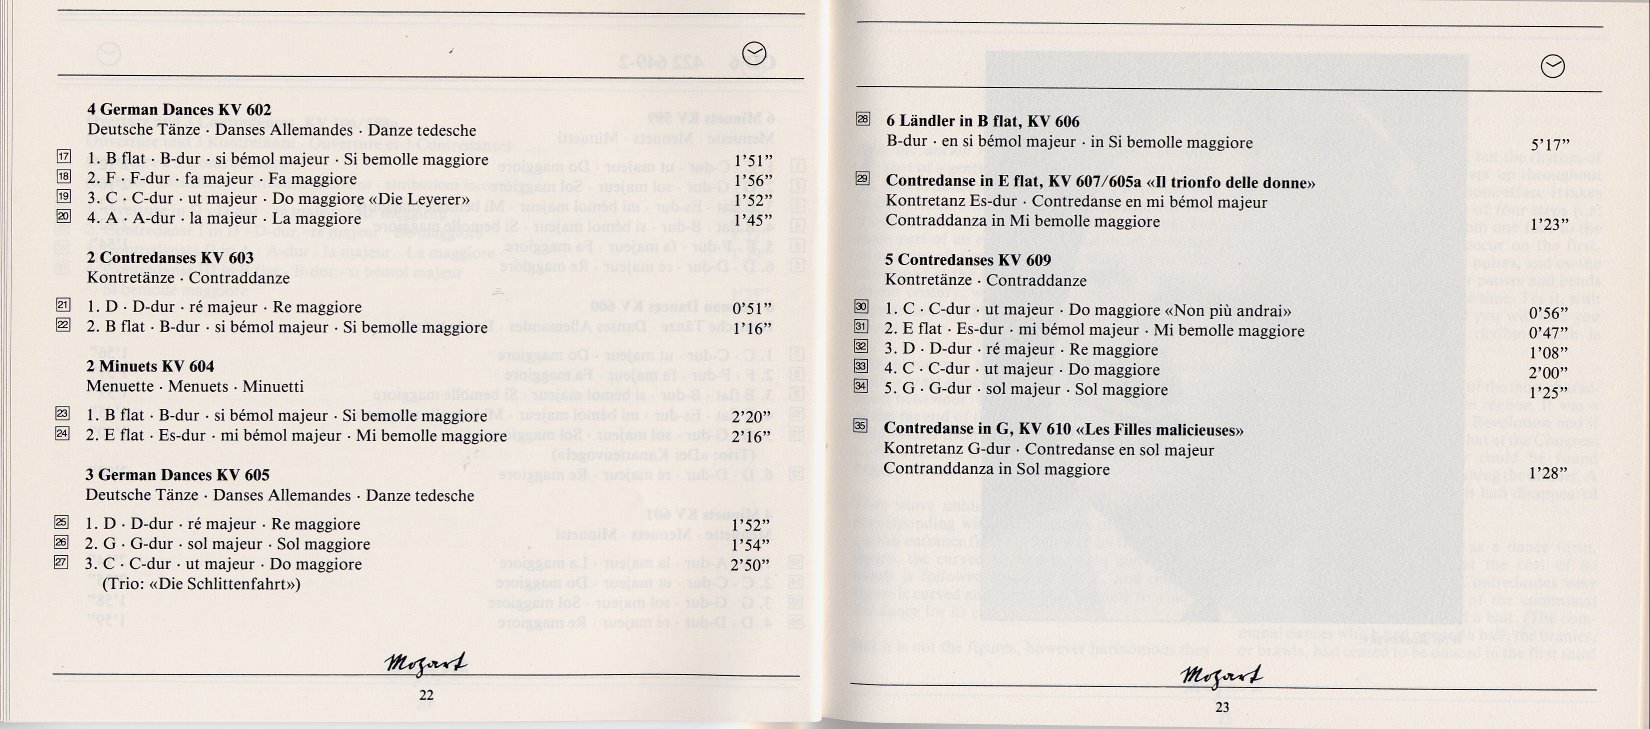 4 German Dances KV 602
Deutsche Tänze · Danses Allemandes · Danze tedesche
17 1. B flat · B-dur · si bémol majeur · Si bemolle maggiore 1’51”
18 2. F · F-dur · fa majeur · Fa maggiore 1’56”
19 3. C · C-dur · ut majeur · Do maggiore «Die Leyerer» 1’52”
20 4. A · A-dur · la majeur · La maggiore 1’45”
2 Contredanses KV 603
Kontretänze · Contraddanze
21 1. D · D-dur · ré majeur · Re maggiore 0’51”
22 2. B flat · B-dur · si bémol majeur · Si bemolle maggiore 1’16”
2 Minuets KV 604
Menuette · Menuets · Minuetti
23 1. B flat · B-dur · si bémol majeur · Si bemolle maggiore 2’20”
24 2. E flat · Es-dur · mi bémol majeur · Mi bemolle maggiore 2’16”
3 German Dances KV 605
Deutsche Tänze · Danses Allemandes · Danze tedesche
25 1. D · D-dur · ré majeur · Re maggiore 1’52”
26 2. G · G-dur · sol majeur · Sol maggiore 1’54”
27 3. C · C-dur · ut majeur · Do maggiore 2’50”
(Trio: «Die Schlittenfahrt»)
Mozart
22
28 6 Ländler in B flat, KV 606
B-dur · en si bémol majeur · in Si bemolle maggiore 5’17”
29 Contredanse in E flat, KV 607/605a «Il trionfo delle donne»
Kontretanz Es-dur · Contredanse en mi bémol majeur
Contraddanza in Mi bemolle maggiore 1’23”
5 Contredanses KV 609
Kontretänze · Contraddanze
30 1. C · C-dur · ut majeur · Do maggiore «Non più andrai» 0’56”
31 2. E flat · Es-dur · mi bémol majeur · Mi bemolle maggiore 0’47”
32 3. D · D-dur · ré majeur · Re maggiore 1’08”
33 4. C · C-dur · ut majeur · Do maggiore 2’00”
34 5. G · G-dur · sol majeur · Sol maggiore 1’25”
35 Contredanse in G, KV 610 «Les Filles malicieuses»
Kontretanz G-dur · Contredanse en sol majeur
Contranddanza in Sol maggiore 1’28”
Mozart
23